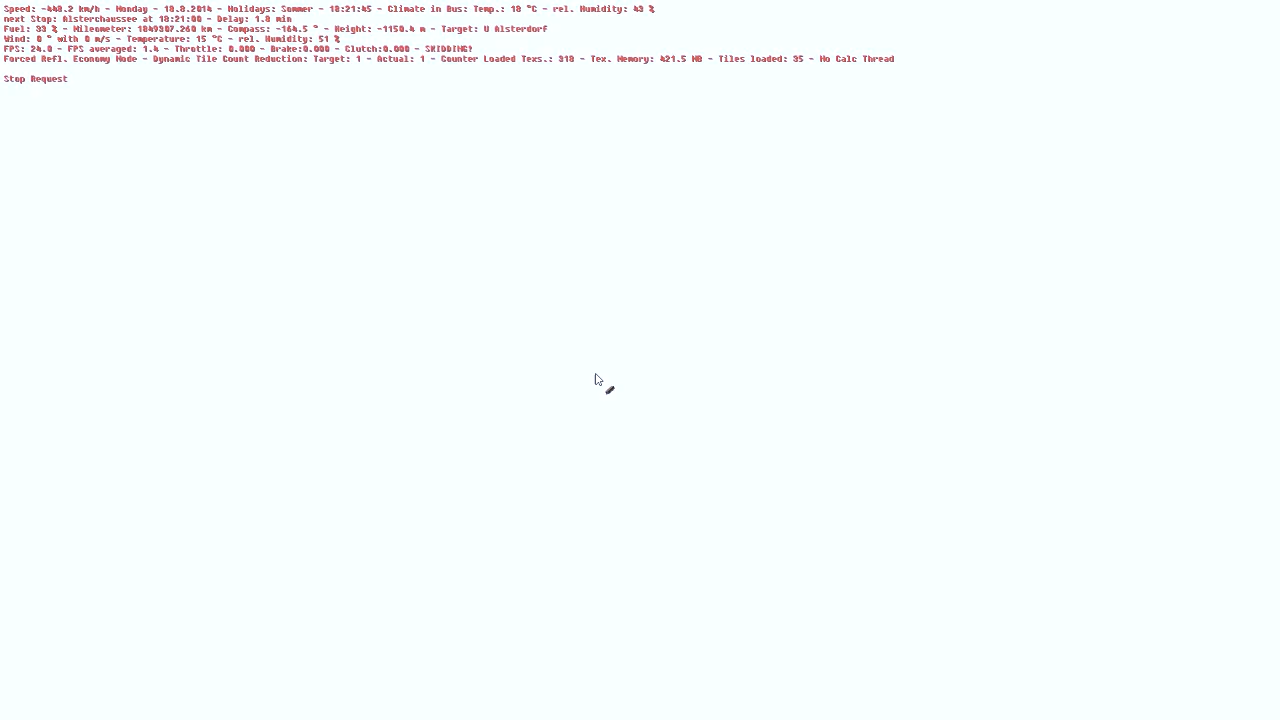 Speed: -448.2 km/h - Monday - 18.8.2014 - Holidays: Sommer - 18:21:45 - Climate in Bus: Temp.: 18 °C - rel. Humidity: 43 %
next Stop: Alsterchaussee at 18:21:00 - Delay: 1.8 min
Fuel: 33 % - Mileometer: 1849307.260 km - Compass: -164.5 ° - Height: -1150.4 m - Target: U Alsterdorf
Wind: 0 ° with 0 m/s - Temperature: 15 °C - rel. Humidity: 51 %
FPS: 24.0 - FPS averaged: 1.4 - Throttle: 0.000 - Brake:0.000 - Clutch:0.000 - SKIDDING!
Forced Refl. Economy Mode - Dynamic Tile Count Reduction: Target: 1 - Actual: 1 - Counter Loaded Texs.: 318 - Tex. Memory: 421.5 MB - Tiles loaded: 35 - No Calc Thread
Stop Request